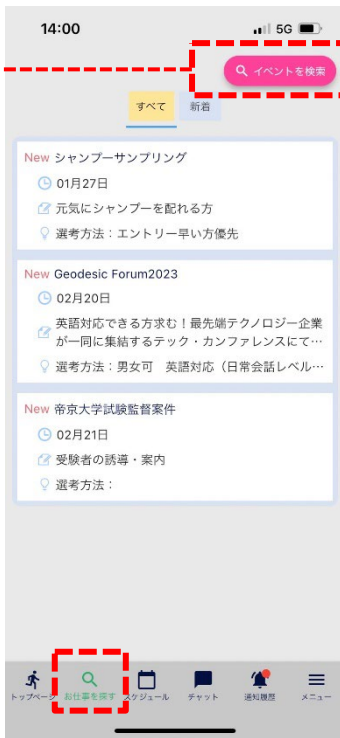 14:00
5G
イベントを検索
すべて
新着
New シャンプーサンプリング
01月27日
元気にシャンプーを配れる方
選考方法：エントリー早い方優先
New Geodesic Forum2023
02月20日
英語対応できる方求む！最先端テクノロジー企業
が一同に集結するテック・カンファレンスにて…
選考方法：男女可　英語対応（日常会話レベル…
New 帝京大学試験監督案件
02月21日
受験者の誘導・案内
選考方法：
トップページ
お仕事を探す
スケジュール
チャット
通知履歴
メニュー